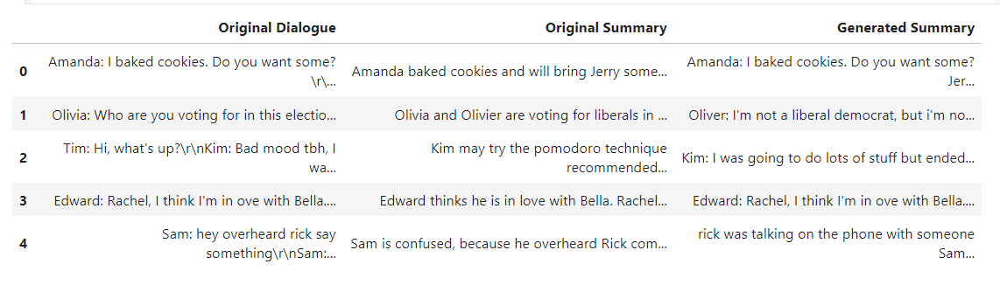 Original Dialogue Original Summary Generated Summary
0 Amanda: I baked cookies. Do you want some? \r\... Amanda baked cookies and will bring Jerry some... Amanda: I baked cookies. Do you want some? Jer...
1 Olivia: Who are you voting for in this electio... Olivia and Olivier are voting for liberals in ... Oliver: I'm not a liberal democrat, but i'm no...
2 Tim: Hi, what's up?\r\nKim: Bad mood tbh, I wa... Kim may try the pomodoro technique recommended... Kim: I was going to do lots of stuff but ended...
3 Edward: Rachel, I think I'm in ove with Bella.... Edward thinks he is in love with Bella. Rachel... Edward: Rachel, I think I'm in ove with Bella....
4 Sam: hey overheard rick say something\r\nSam:... Sam is confused, because he overheard Rick com... rick was talking on the phone with someone Sam...